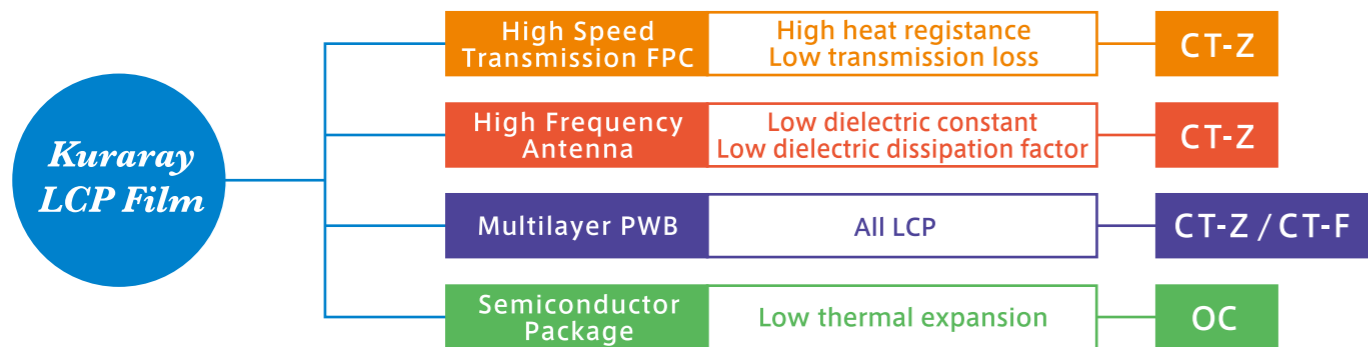 Kuraray
LCP Film
High Speed
Transmission FPC
High heat registance
Low transmission loss
CT-Z
High Frequency
Antenna
Low dielectric constant
Low dielectric dissipation factor
CT-Z
Multilayer PWB
All LCP
CT-Z / CT-F
Semiconductor
Package
Low thermal expansion
OC